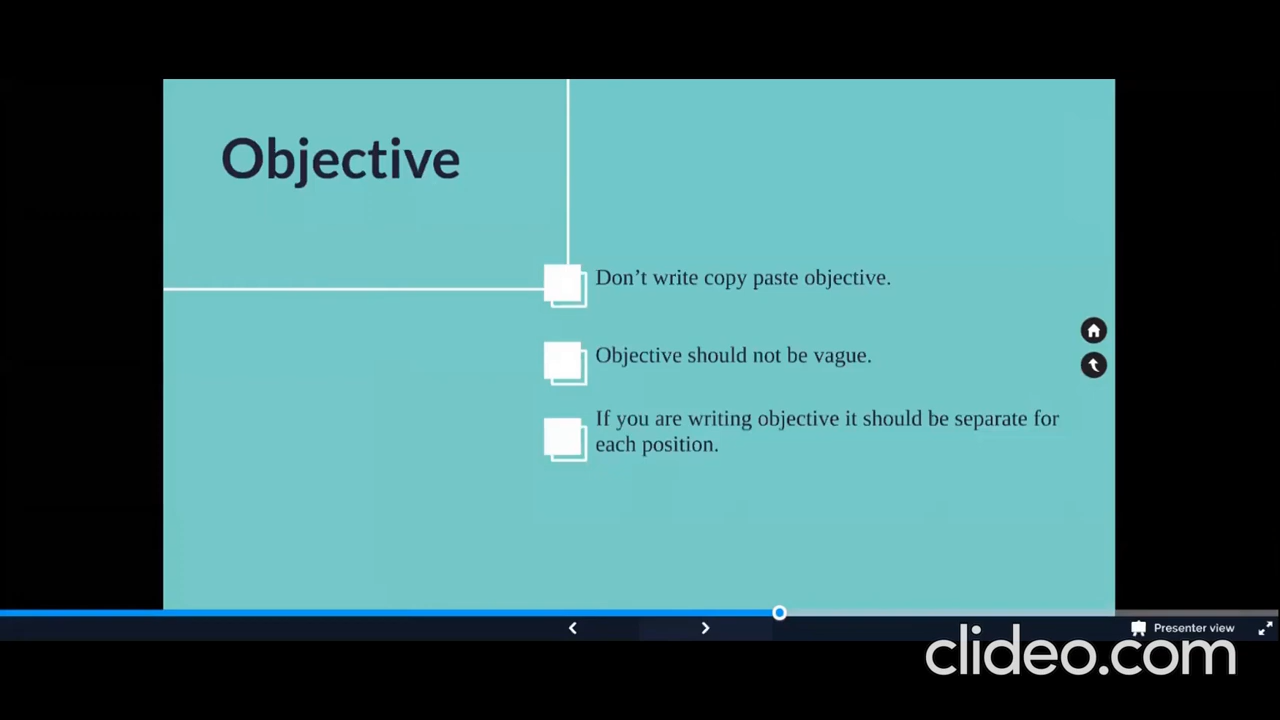 Objective
Don’t write copy paste objective.
Objective should not be vague.
If you are writing objective it should be separate for
each position.
Presenter view
clideo.com